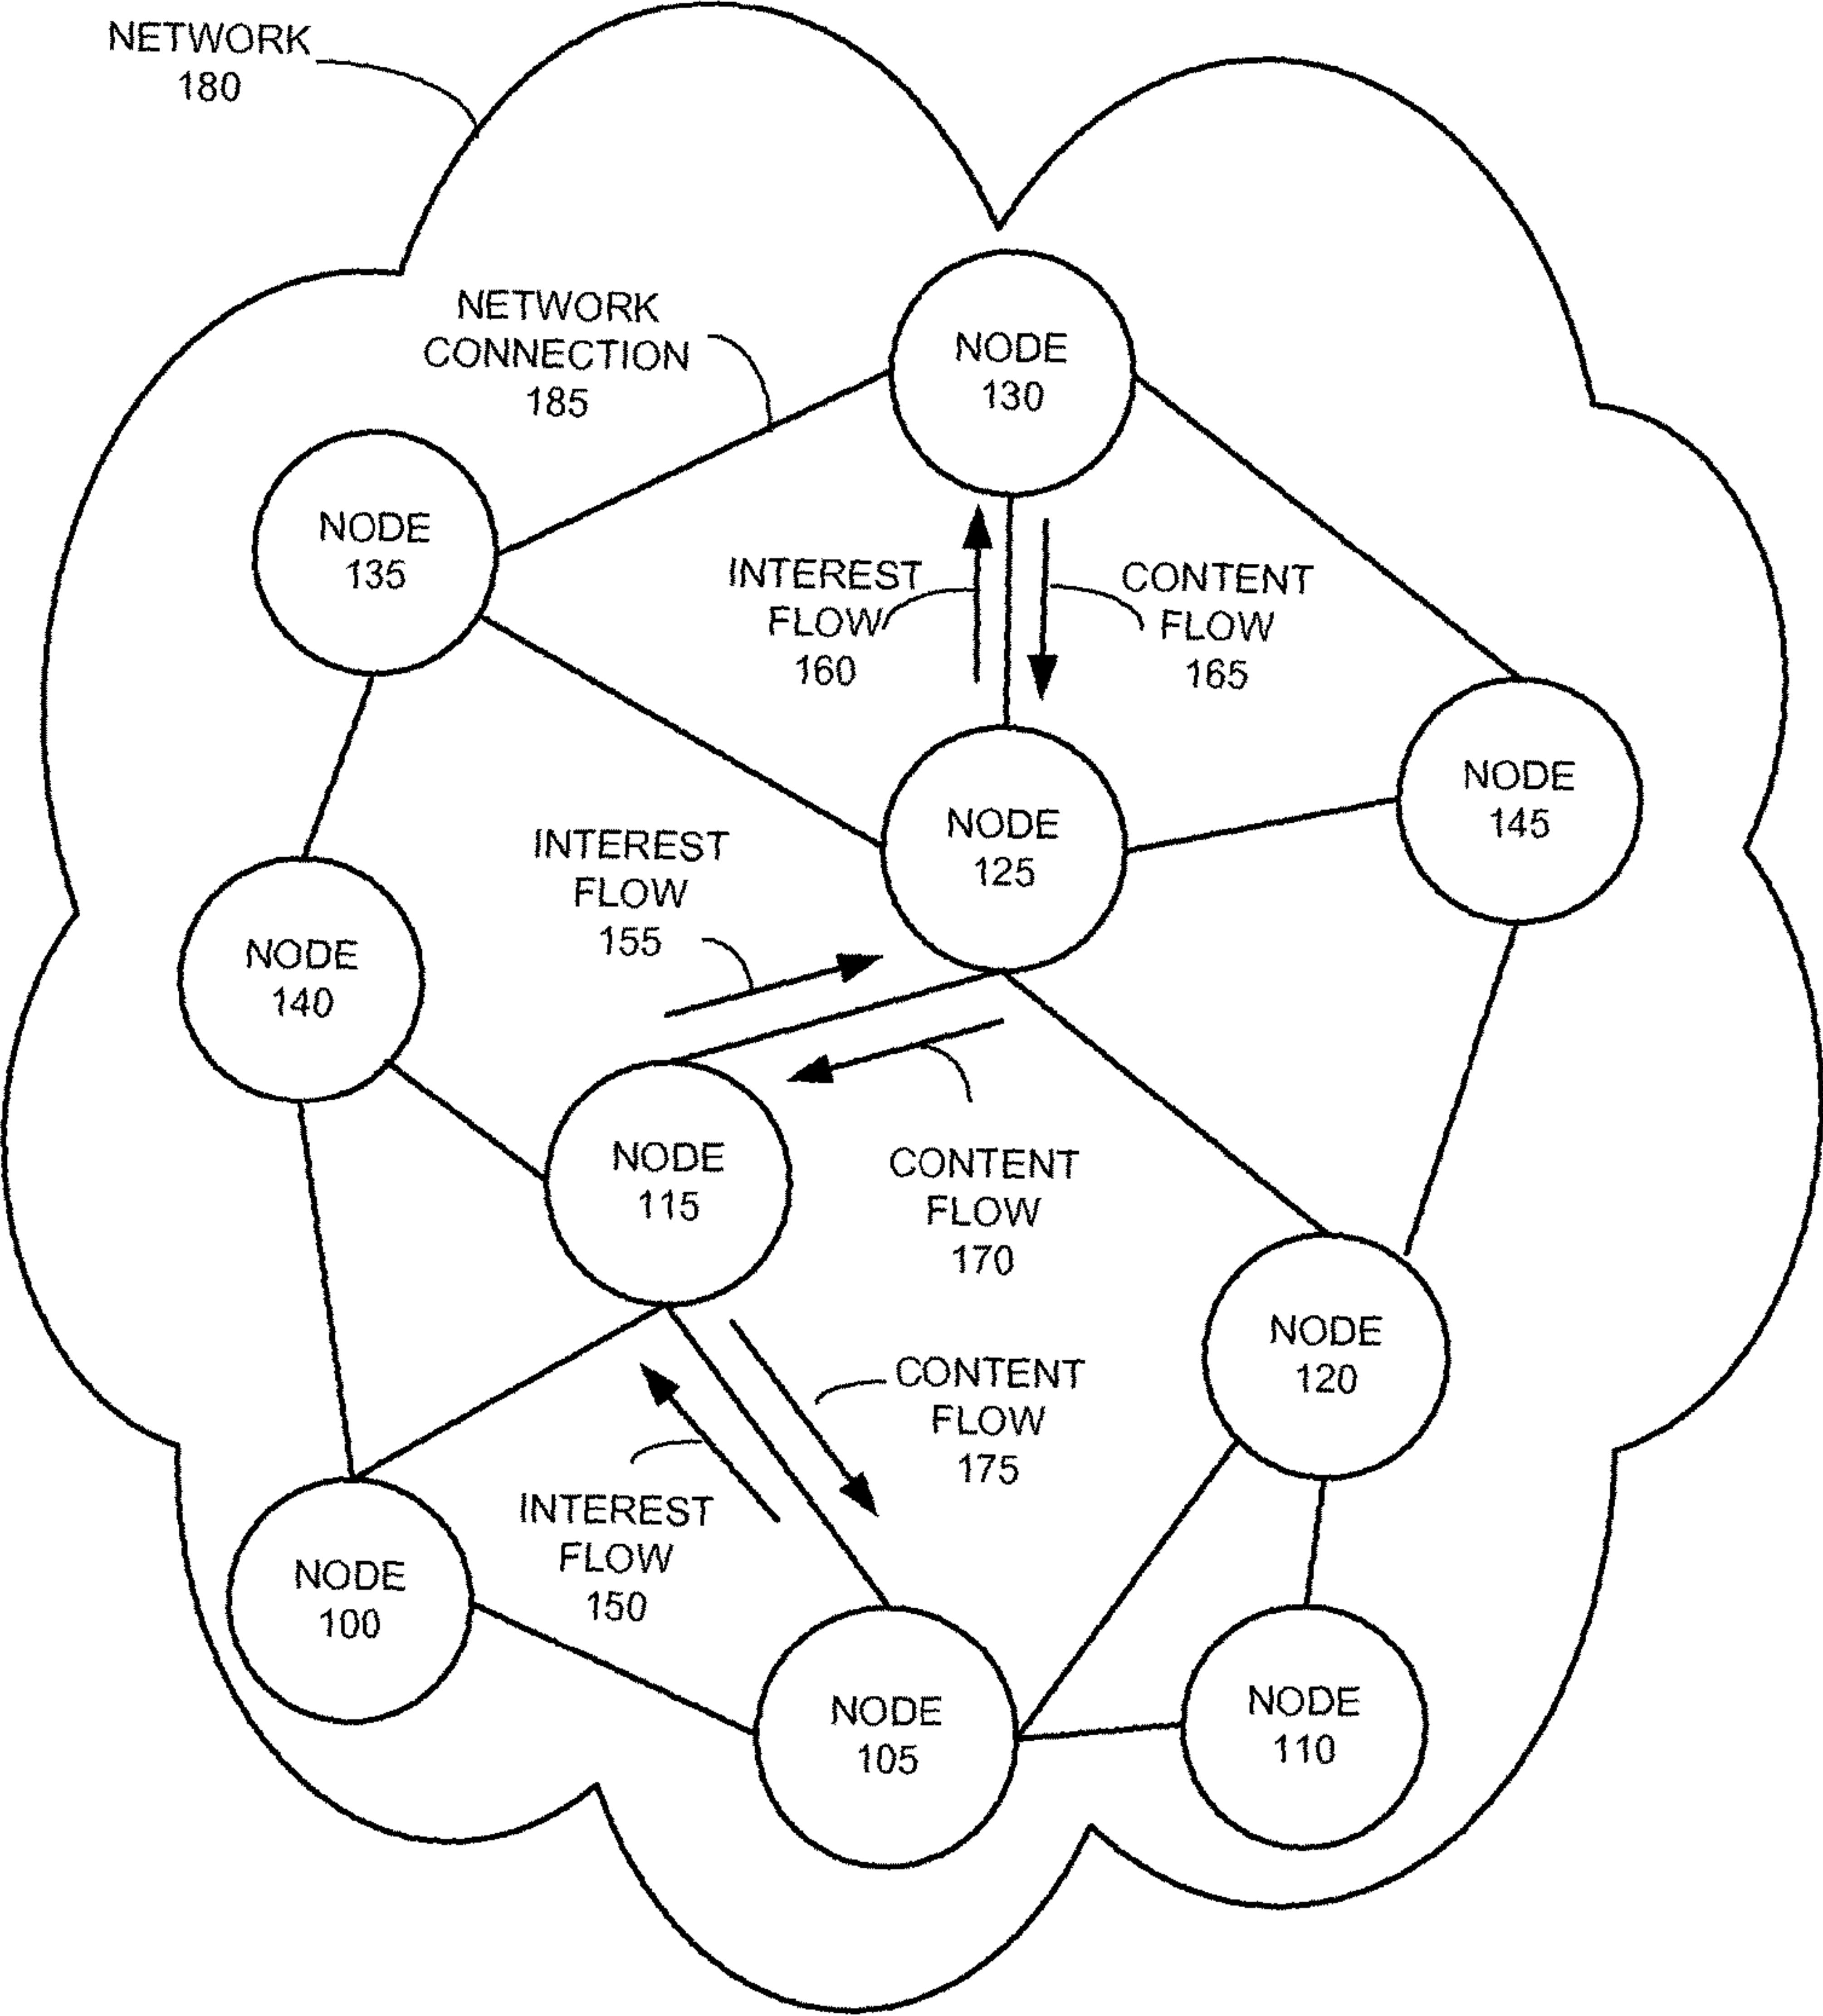 NETWORK
180
NETWORK
CONNECTION
185
NODE
130
NODE
135
INTEREST
FLOW
160
CONTENT
FLOW
165
NODE
145
NODE
125
INTEREST
FLOW
155
NODE
140
NODE
115
CONTENT
FLOW
170
NODE
120
CONTENT
FLOW
175
INTEREST
FLOW
150
NODE
100
NODE
105
NODE
110